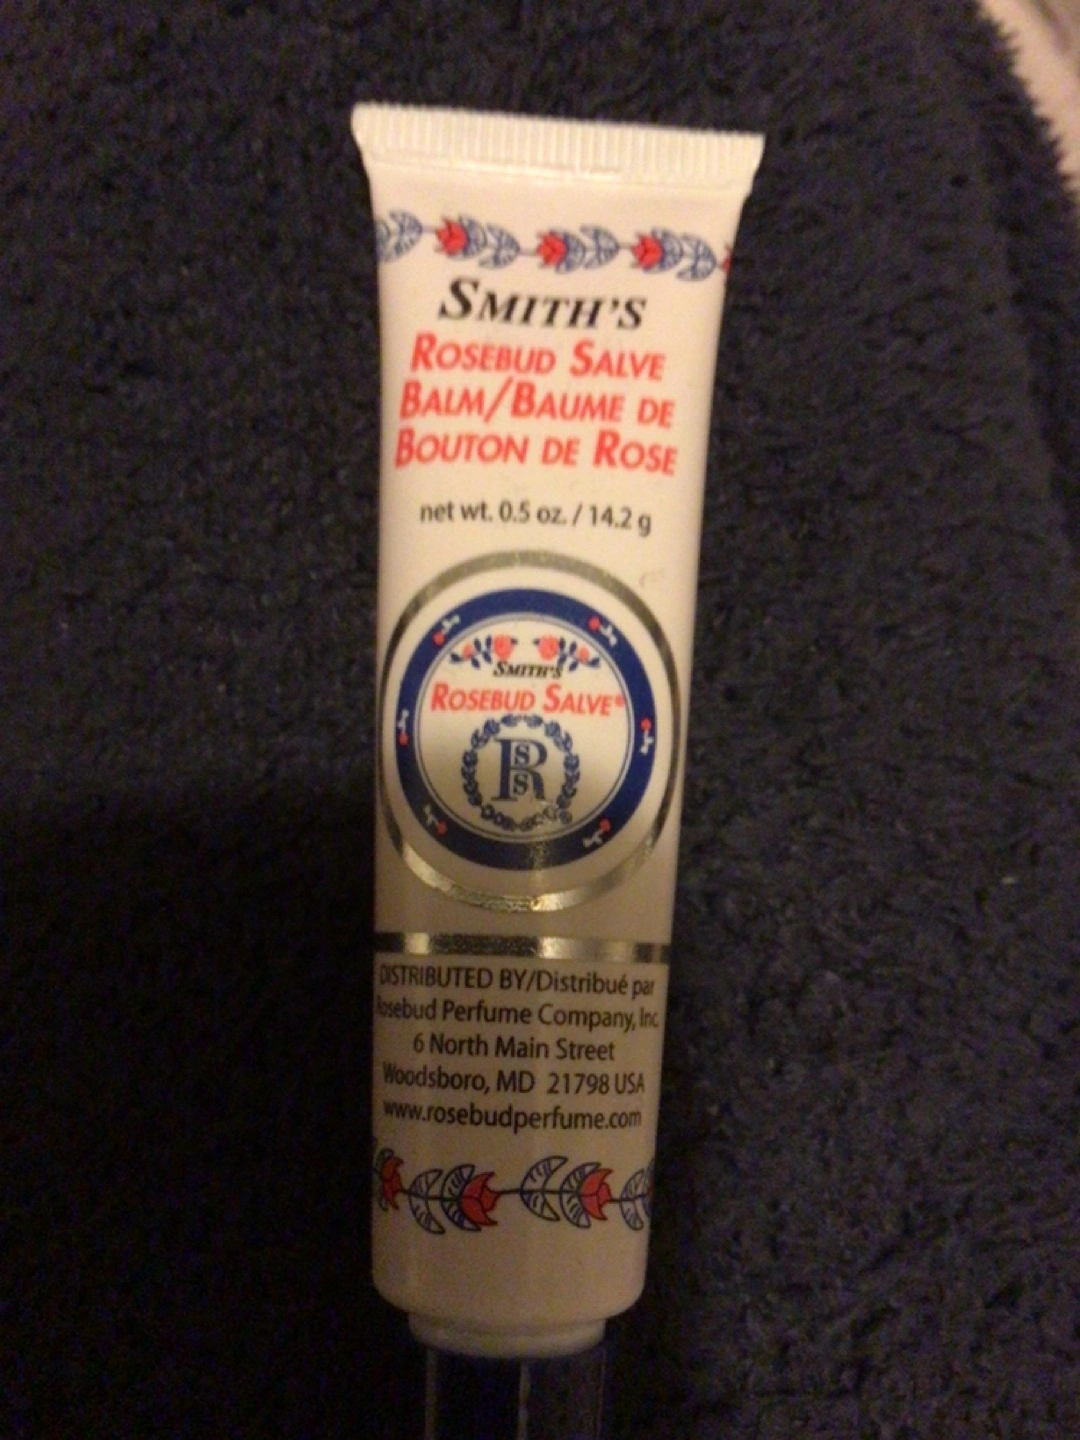 SMITH'S
ROSEBUD SALVE
BALM/BAUME DE
BOUTON DE ROSE
net wt. 0.5 oz. / 14.2 g
SMITH'S
ROSEBUD SALVE®
RSS
DISTRIBUTED BY/Distribué par
Rosebud Perfume Company, Inc.
6 North Main Street
Woodsboro, MD 21798 USA
www.rosebudperfume.com